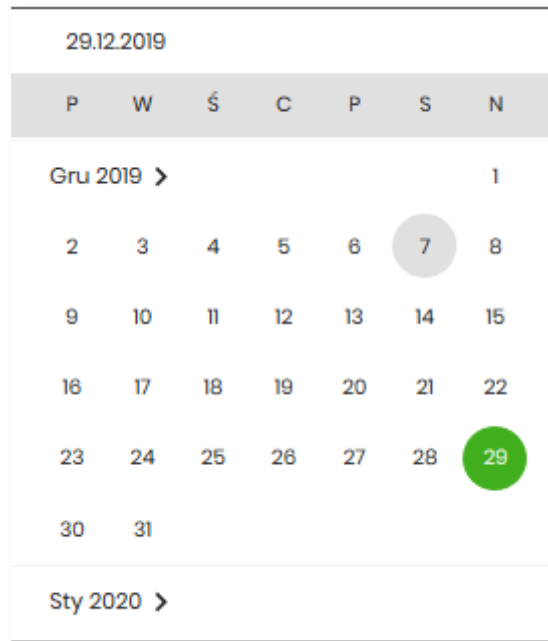 29.12.2019
P W Ś C P S N
Gru 2019 1
2 3 4 5 6 7 8
9 10 11 12 13 14 15
16 17 18 19 20 21 22
23 24 25 26 27 28 29
30 31
Sty 2020